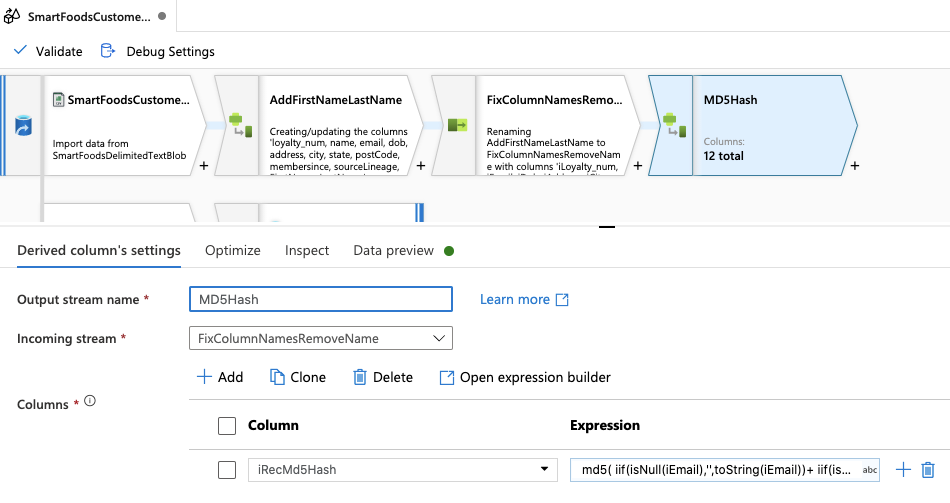 SmartFoodsCustome...
Validate
Debug Settings
SmartFoodsCustome...
Import data from
SmartFoodsDelimitedTextBlob
+
AddFirstNameLastName
Creating/updating the columns
'loyalty_num, name, email, dob,
address, city, state, postCode,
membersince, sourceLineage,
+
FixColumnNamesRemo...
Renaming
AddFirstNameLastName to
FixColumnNamesRemoveNam
e with columns 'iLoyalty_num,
+
MD5Hash
Columns:
12 total
+
Derived column's settings
Optimize
Inspect
Data preview
Output stream name *
MD5Hash
Learn more
Incoming stream *
FixColumnNamesRemoveName
+ Add
Clone
Delete
Open expression builder
Columns *
Column
Expression
iRecMd5Hash
md5( iif(isNull(iEmail),'',toString(iEmail))+ iif(is...
abc
+